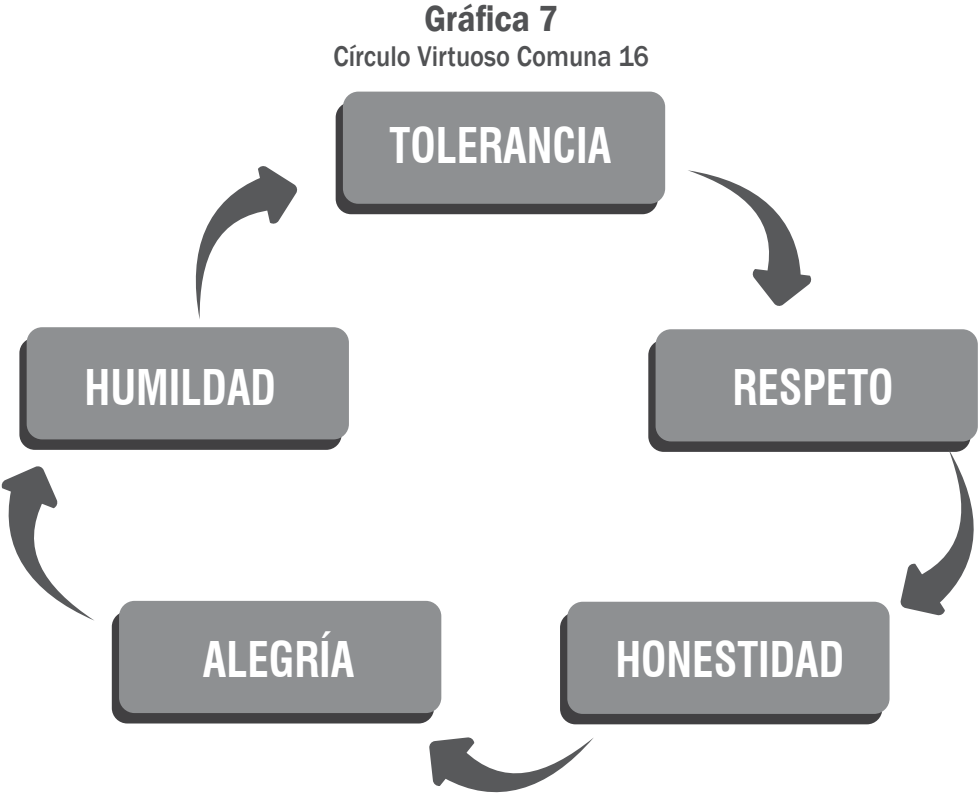 Gráfica 7
Círculo Virtuoso Comuna 16
TOLERANCIA
RESPETO
HONESTIDAD
ALEGRÍA
HUMILDAD